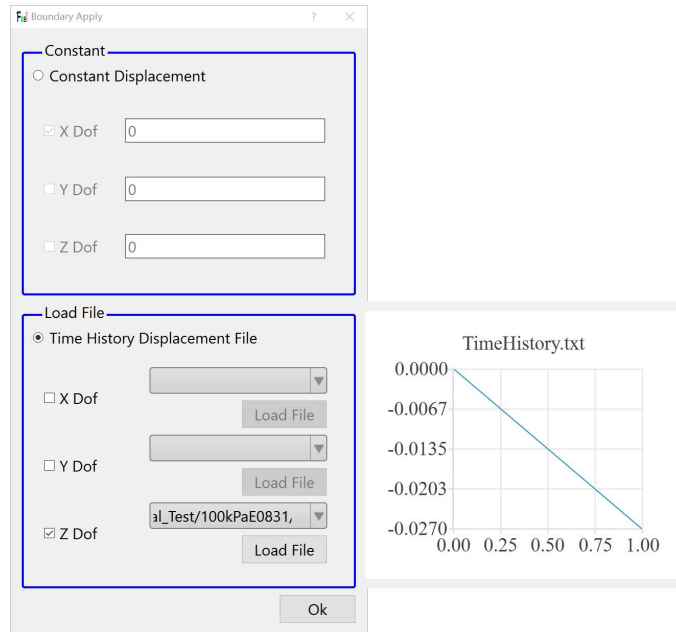 Boundary Apply ? ×
Constant
Constant Displacement
X Dof 0
Y Dof 0
Z Dof 0
Load File
Time History Displacement File
X Dof
Load File
Y Dof
Load File
Z Dof al_Test/100kPaE0831/
Load File
Ok
TimeHistory.txt
0.0000
-0.0067
-0.0135
-0.0203
-0.0270
0.00 0.25 0.50 0.75 1.00